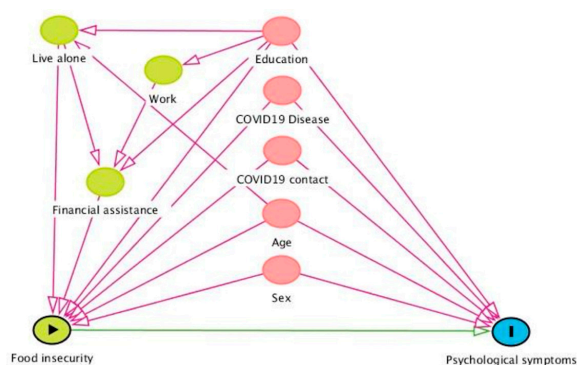 Live alone
Education
Work
COVID19 Disease
COVID19 contact
Financial assistance
Age
Sex
Food insecurity
Psychological symptoms